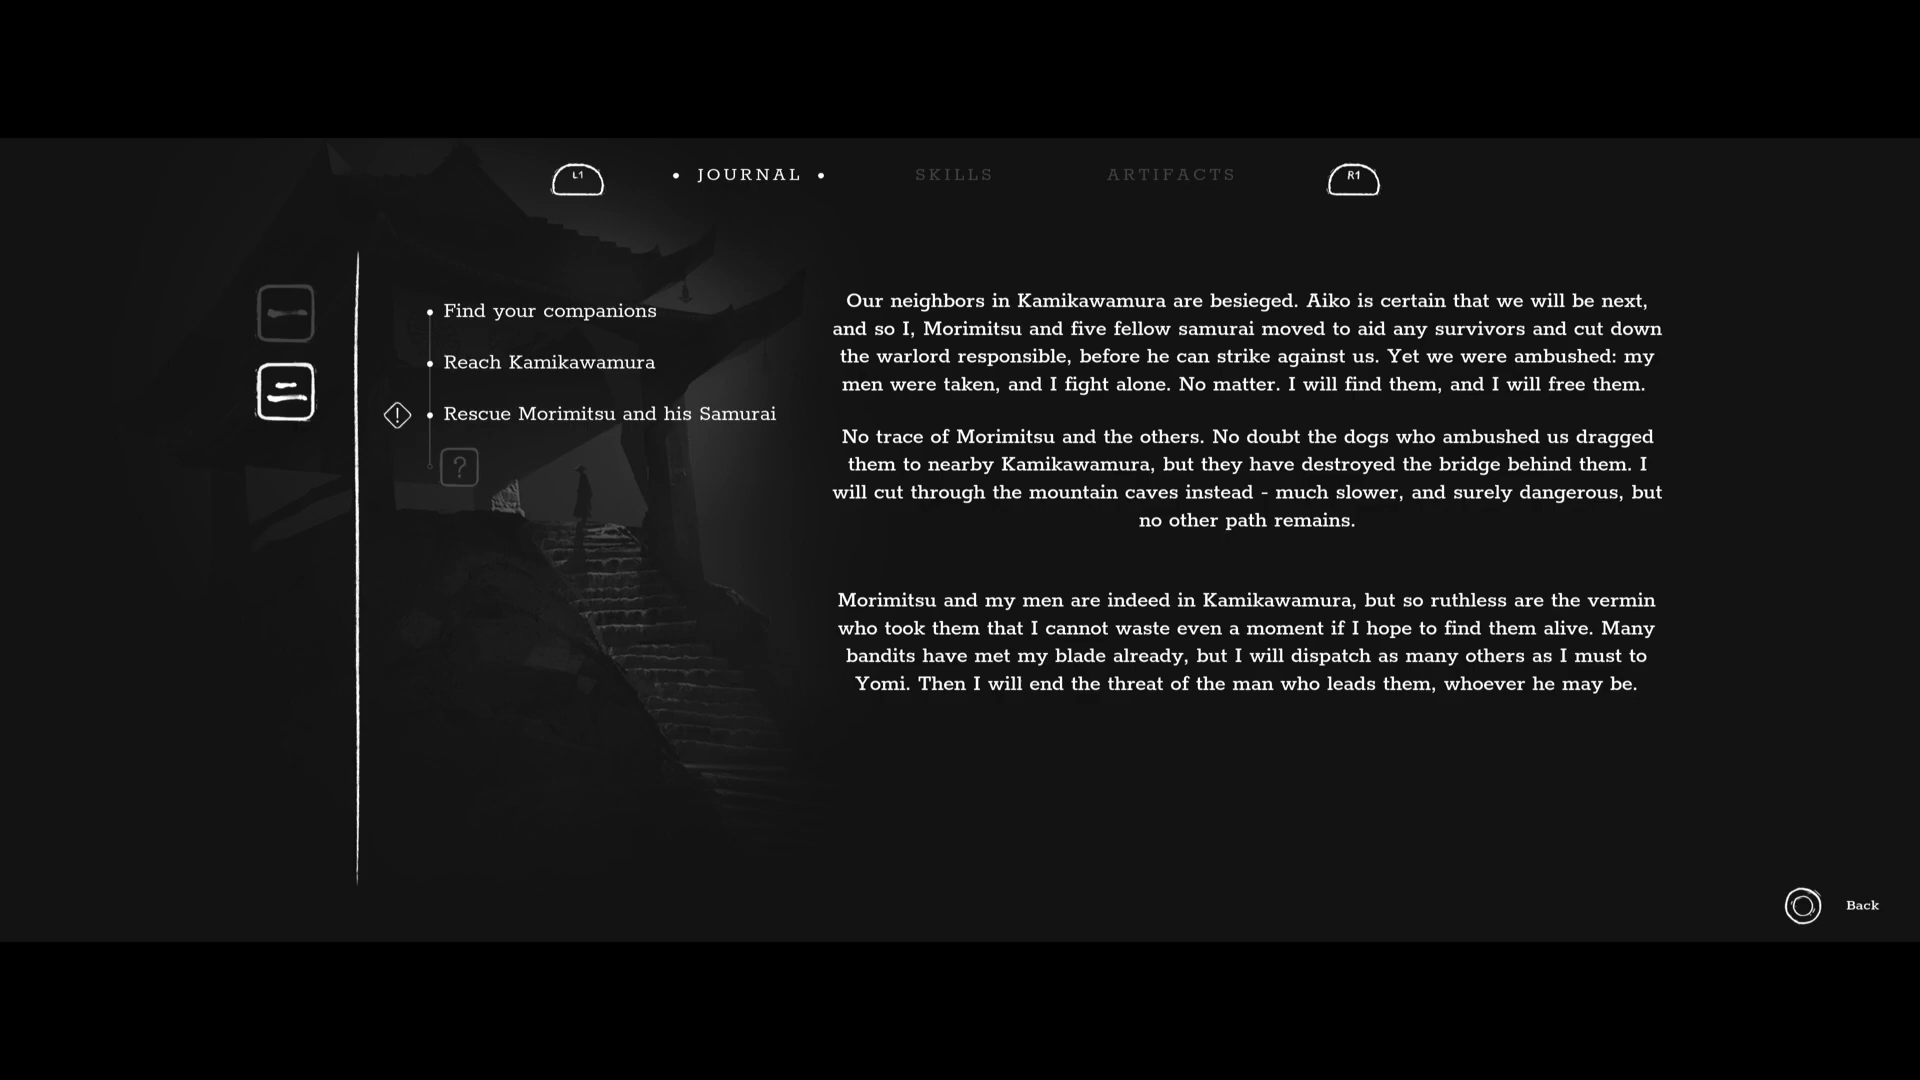 L1
• JOURNAL •
SKILLS
ARTIFACTS
R1
一
二
Find your companions
Reach Kamikawamura
! Rescue Morimitsu and his Samurai
?
Our neighbors in Kamikawamura are besieged. Aiko is certain that we will be next,
and so I, Morimitsu and five fellow samurai moved to aid any survivors and cut down
the warlord responsible, before he can strike against us. Yet we were ambushed: my
men were taken, and I fight alone. No matter. I will find them, and I will free them.
No trace of Morimitsu and the others. No doubt the dogs who ambushed us dragged
them to nearby Kamikawamura, but they have destroyed the bridge behind them. I
will cut through the mountain caves instead - much slower, and surely dangerous, but
no other path remains.
Morimitsu and my men are indeed in Kamikawamura, but so ruthless are the vermin
who took them that I cannot waste even a moment if I hope to find them alive. Many
bandits have met my blade already, but I will dispatch as many others as I must to
Yomi. Then I will end the threat of the man who leads them, whoever he may be.
Back